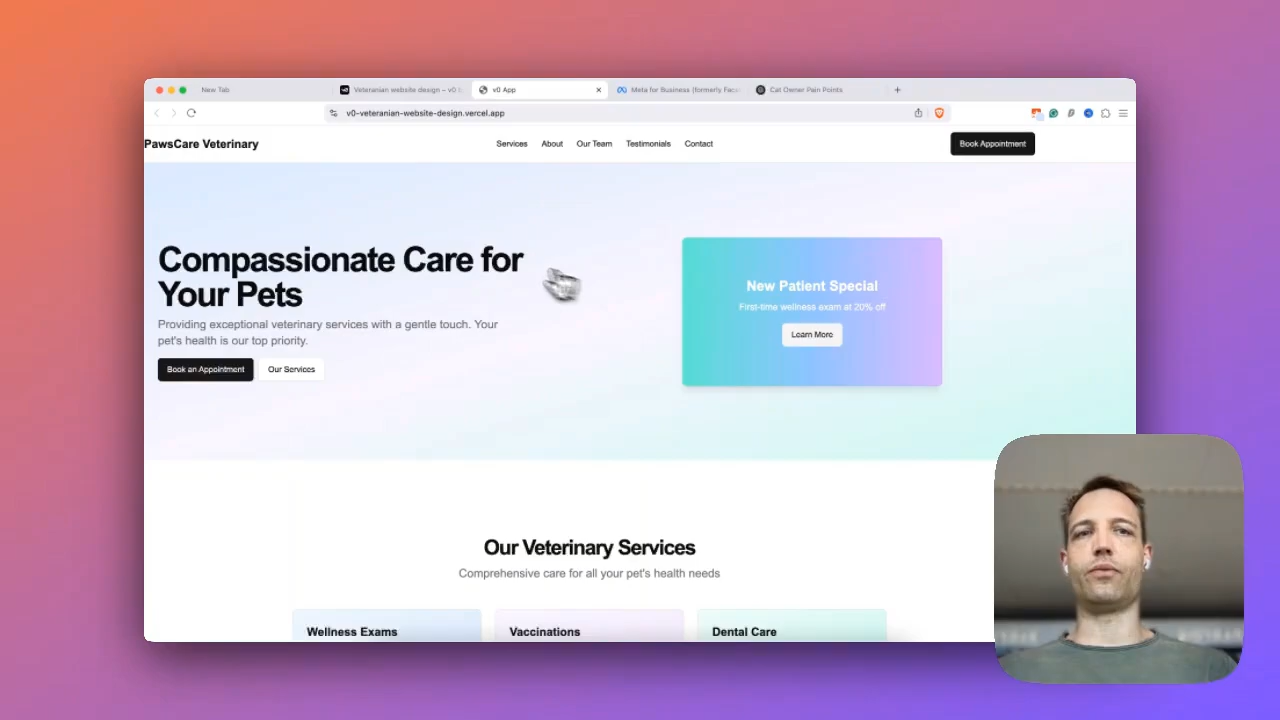 New Tab
Veteranian website design – v0
v0 App
Meta for Business (formerly Fac
Cat Owner Pain Points
v0-veteranian-website-design.vercel.app
PawsCare Veterinary
Services
About
Our Team
Testimonials
Contact
Book Appointment
Compassionate Care for
Your Pets
Providing exceptional veterinary services with a gentle touch. Your
pet's health is our top priority.
Book an Appointment
Our Services
New Patient Special
First-time wellness exam at 20% off
Learn More
Our Veterinary Services
Comprehensive care for all your pet's health needs
Wellness Exams
Vaccinations
Dental Care